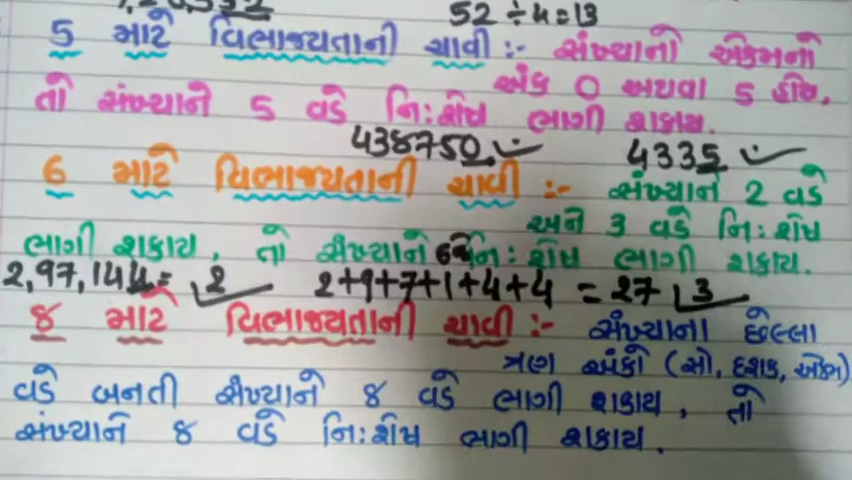 52 ÷ 4 = 13
5 માટે વિભાજ્યતાની ચાવી :- સંખ્યાનો એકમનો
અંક 0 અથવા 5 હોય,
તો સંખ્યાને 5 વડે નિ:શેષ ભાગી શકાય.
438750 4335
6 માટે વિભાજ્યતાની ચાવી :- સંખ્યાને 2 વડે
અને 3 વડે નિ:શેષ
ભાગી શકાય, તો સંખ્યાને 6 વડે નિ:શેષ ભાગી શકાય.
2,97,144 = 2 2+9+7+1+4+4 = 27 3
8 માટે વિભાજ્યતાની ચાવી :- સંખ્યાના છેલ્લા
ત્રણ અંકો (સો, દશક, એકમ)
વડે બનતી સંખ્યાને 8 વડે ભાગી શકાય, તો
સંખ્યાને 8 વડે નિ:શેષ ભાગી શકાય.